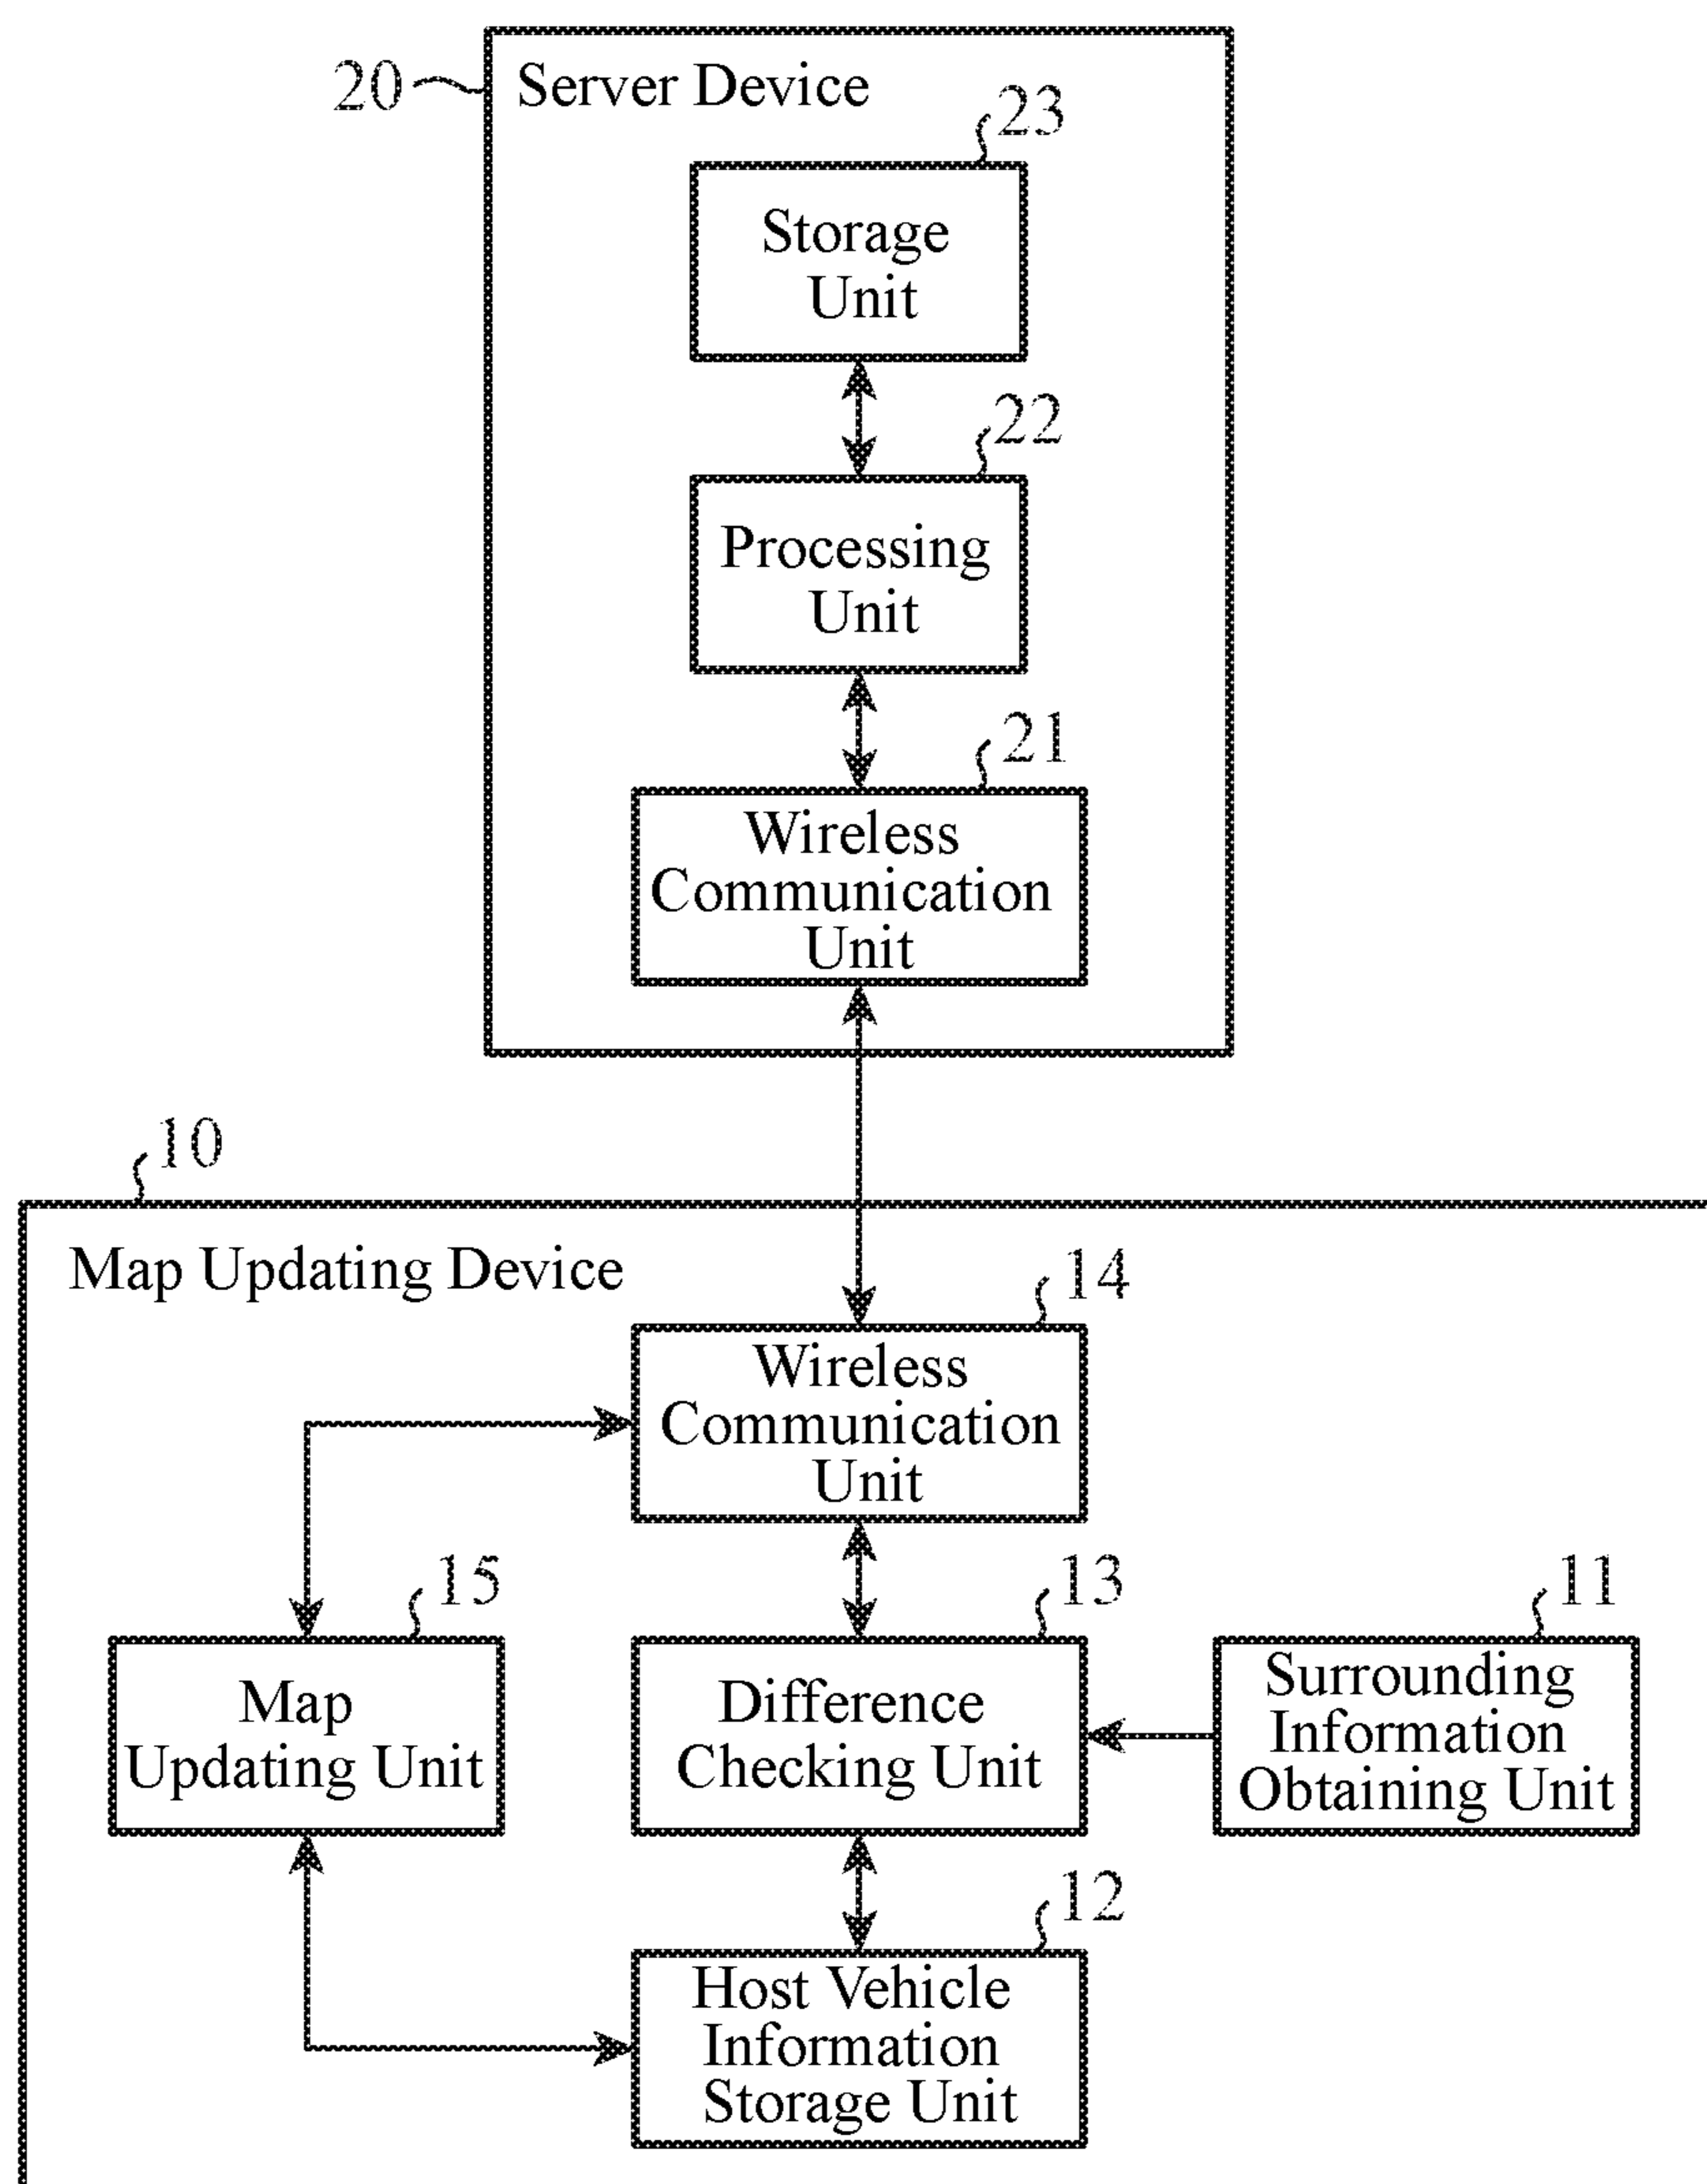 20
Server Device
23
Storage
Unit
22
Processing
Unit
21
Wireless
Communication
Unit
10
Map Updating Device
14
Wireless
Communication
Unit
15
Map
Updating Unit
13
Difference
Checking Unit
11
Surrounding
Information
Obtaining Unit
12
Host Vehicle
Information
Storage Unit